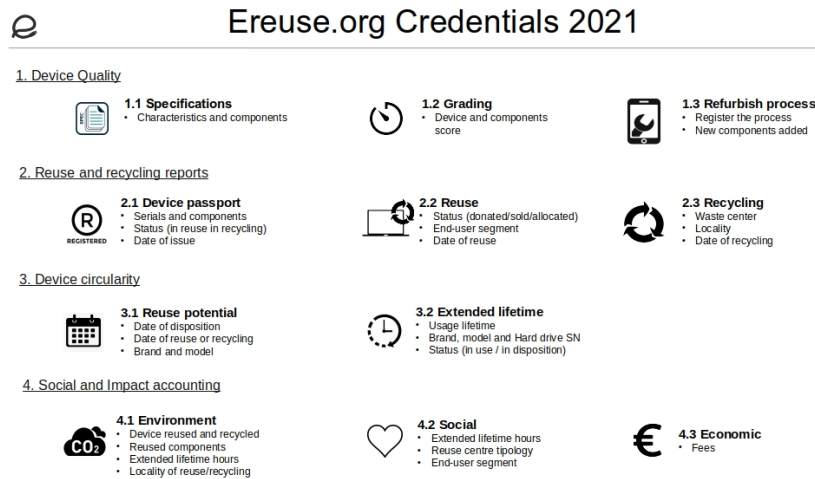 Ereuse.org Credentials 2021
1. Device Quality
SPEC
1.1 Specifications
• Characteristics and components
1.2 Grading
• Device and components
score
1.3 Refurbish process
• Register the process
• New components added
2. Reuse and recycling reports
R
REGISTERED
2.1 Device passport
• Serials and components
• Status (in reuse in recycling)
• Date of issue
2.2 Reuse
• Status (donated/sold/allocated)
• End-user segment
• Date of reuse
2.3 Recycling
• Waste center
• Locality
• Date of recycling
3. Device circularity
3.1 Reuse potential
• Date of disposition
• Date of reuse or recycling
• Brand and model
3.2 Extended lifetime
• Usage lifetime
• Brand, model and Hard drive SN
• Status (in use / in disposition)
4. Social and Impact accounting
CO2
4.1 Environment
• Device reused and recycled
• Reused components
• Extended lifetime hours
• Locality of reuse/recycling
4.2 Social
• Extended lifetime hours
• Reuse centre tipology
• End-user segment
€
4.3 Economic
• Fees